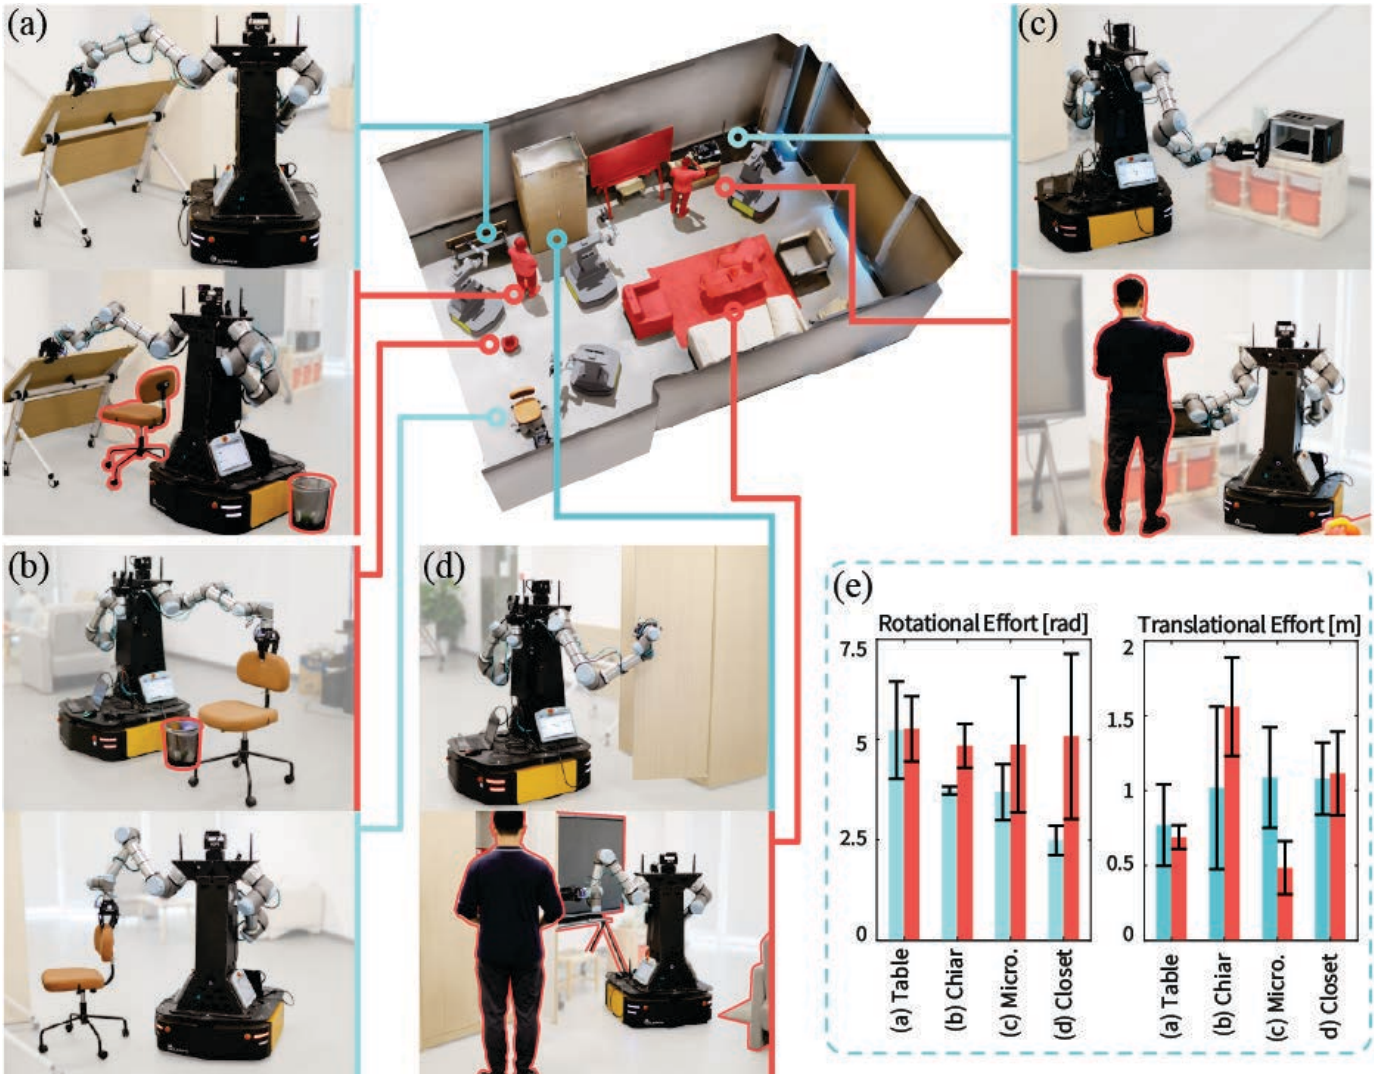 (a)
(c)
(b)
(d)
(e)
Rotational Effort [rad]
7.5
5
2.5
0
(a) Table
(b) Chiar
(c) Micro.
(d) Closet
Translational Effort [m]
2
1.5
1
0.5
0
(a) Table
(b) Chiar
(c) Micro.
d) Closet